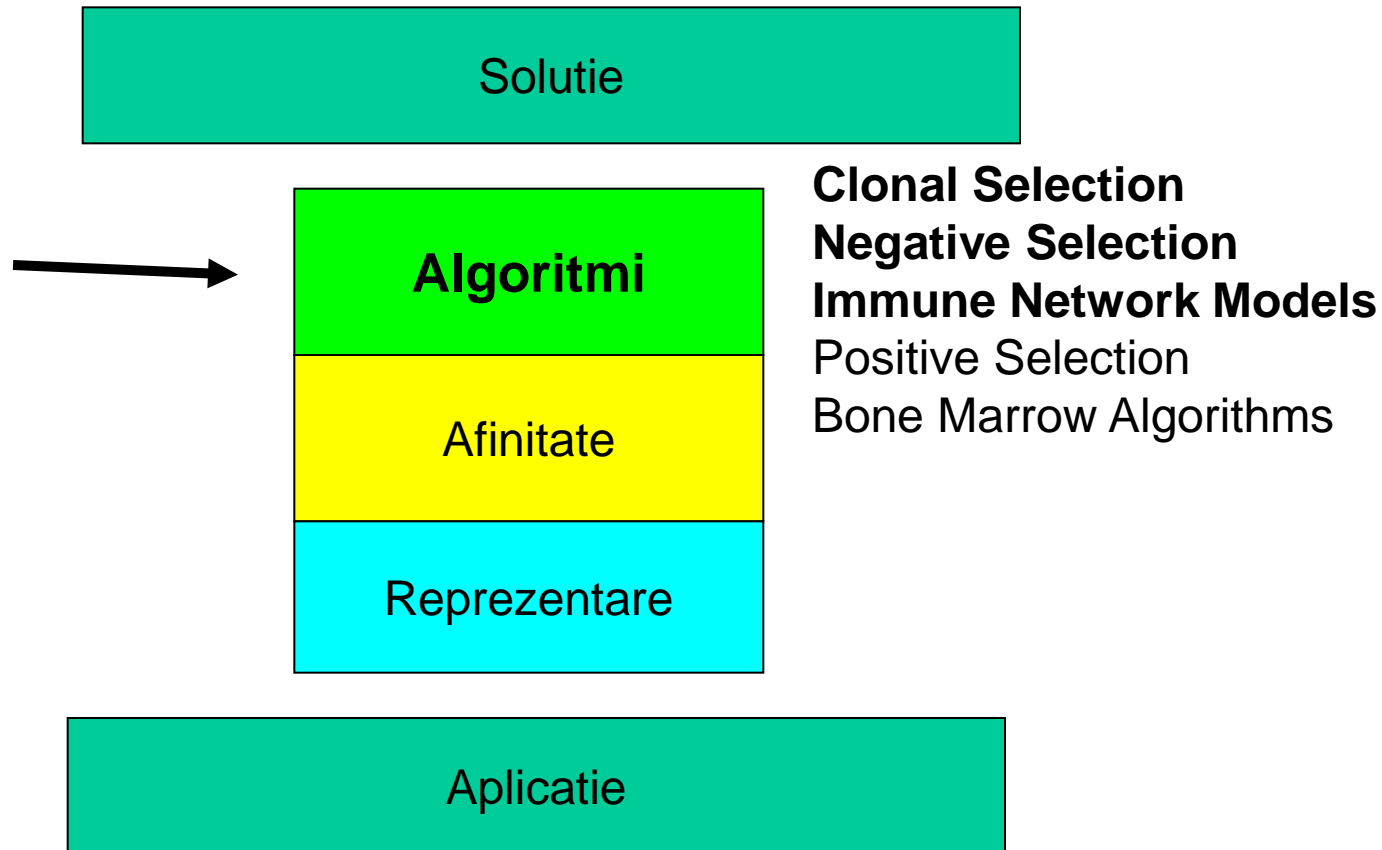 Solutie
Algoritmi
Clonal Selection
Negative Selection
Immune Network Models
Positive Selection
Bone Marrow Algorithms
Afinitate
Reprezentare
Aplicatie